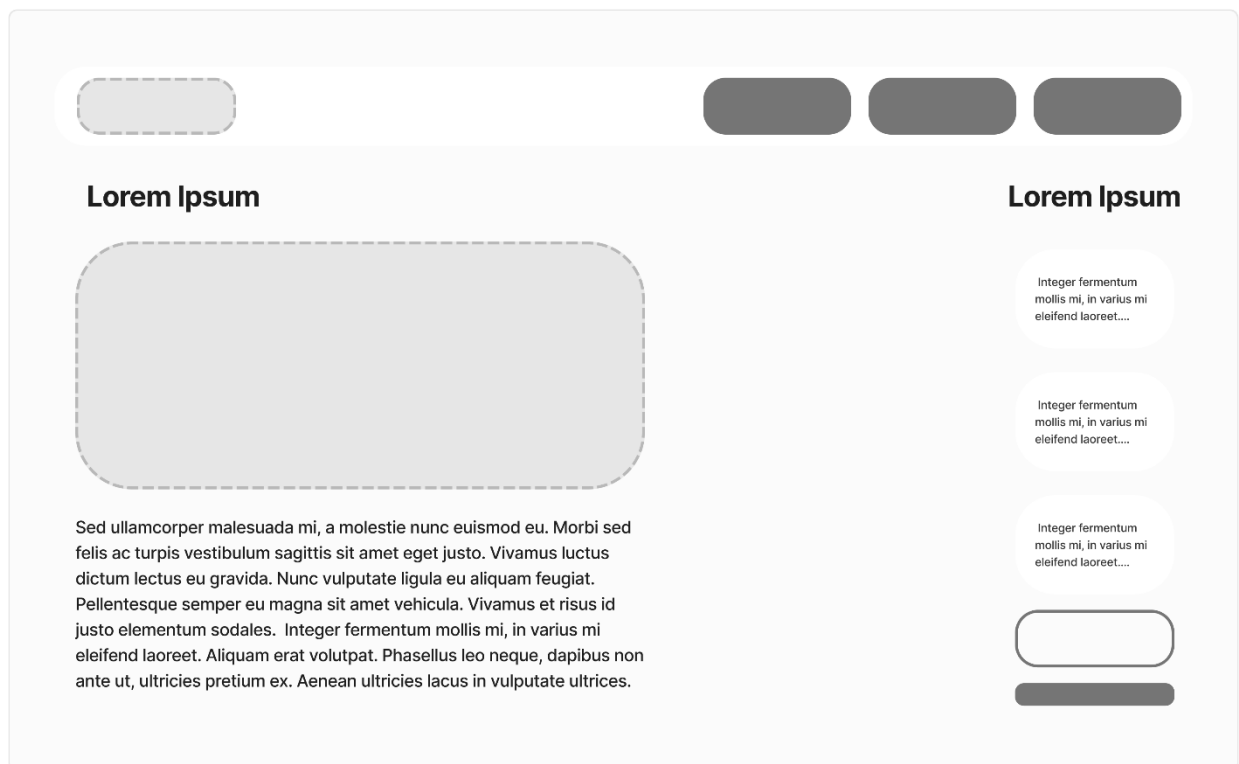 Lorem Ipsum
Sed ullamcorper malesuada mi, a molestie nunc euismod eu. Morbi sed
felis ac turpis vestibulum sagittis sit amet eget justo. Vivamus luctus
dictum lectus eu gravida. Nunc vulputate ligula eu aliquam feugiat.
Pellentesque semper eu magna sit amet vehicula. Vivamus et risus id
justo elementum sodales.  Integer fermentum mollis mi, in varius mi
eleifend laoreet. Aliquam erat volutpat. Phasellus leo neque, dapibus non
ante ut, ultricies pretium ex. Aenean ultricies lacus in vulputate ultrices.
Lorem Ipsum
Integer fermentum
mollis mi, in varius mi
eleifend laoreet....
Integer fermentum
mollis mi, in varius mi
eleifend laoreet....
Integer fermentum
mollis mi, in varius mi
eleifend laoreet....